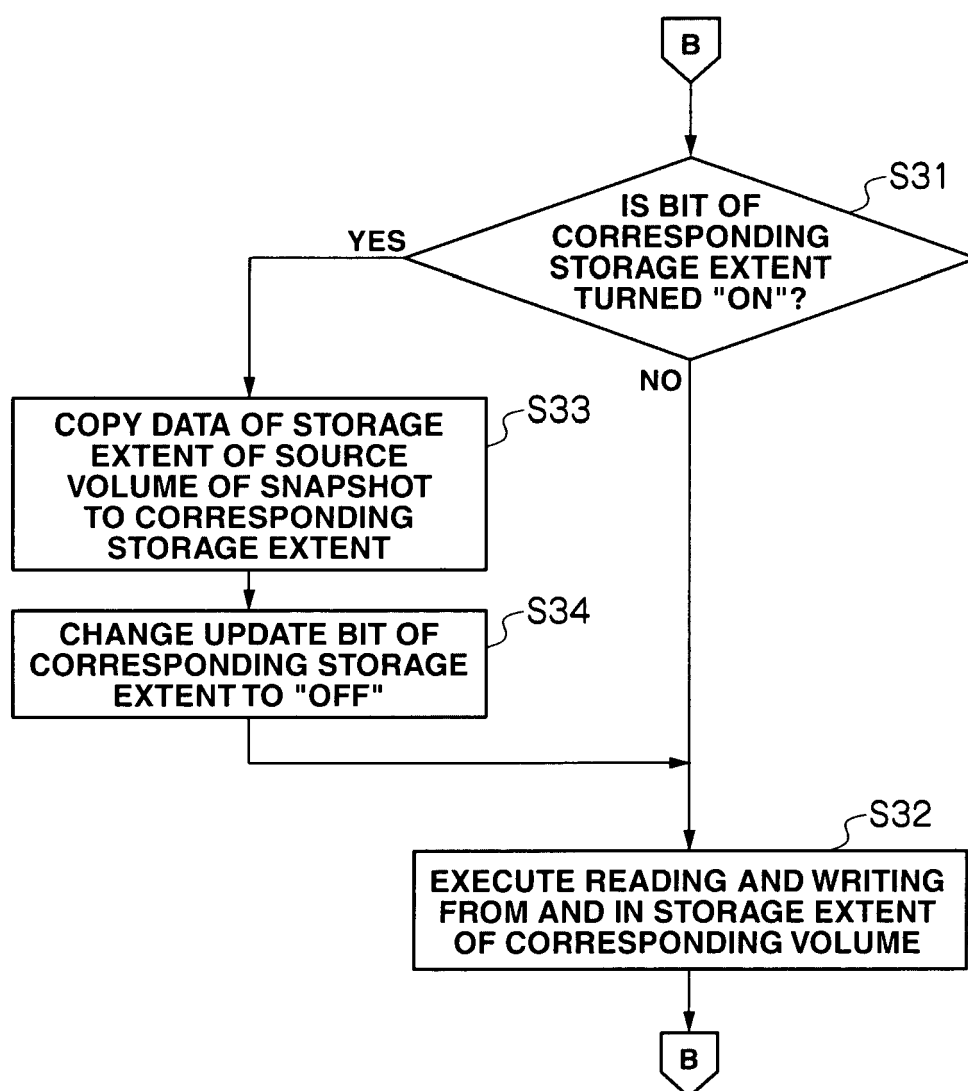 B
S31
IS BIT OF
CORRESPONDING
STORAGE EXTENT
TURNED "ON"?
YES
NO
S33
COPY DATA OF STORAGE
EXTENT OF SOURCE
VOLUME OF SNAPSHOT
TO CORRESPONDING
STORAGE EXTENT
S34
CHANGE UPDATE BIT OF
CORRESPONDING STORAGE
EXTENT TO "OFF"
S32
EXECUTE READING AND WRITING
FROM AND IN STORAGE EXTENT
OF CORRESPONDING VOLUME
B